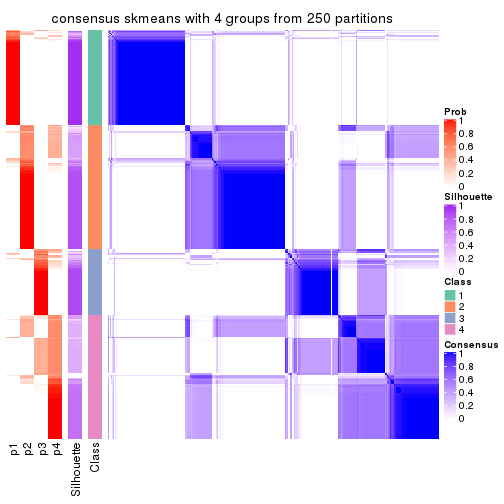 consensus skmeans with 4 groups from 250 partitions
Prob
1
0.8
0.6
0.4
0.2
0
Silhouette
1
0.8
0.6
0.4
0.2
0
Class
1
2
3
4
Consensus
1
0.8
0.6
0.4
0.2
0
p1
p2
p3
p4
Silhouette
Class